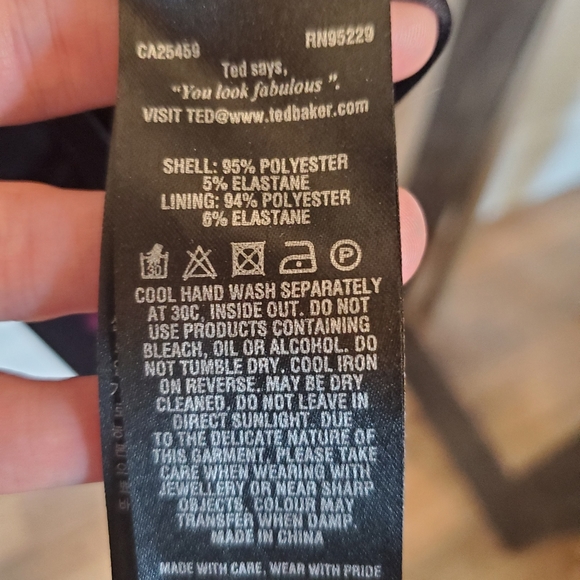 CA25459 RN95229
Ted says,
"You look fabulous".
VISIT TED@www.tedbaker.com
SHELL: 95% POLYESTER
5% ELASTANE
LINING: 94% POLYESTER
6% ELASTANE
30 P
COOL HAND WASH SEPARATELY
AT 30C, INSIDE OUT. DO NOT
USE PRODUCTS CONTAINING
BLEACH, OIL OR ALCOHOL. DO
NOT TUMBLE DRY. COOL IRON
ON REVERSE. MAY BE DRY
CLEANED. DO NOT LEAVE IN
DIRECT SUNLIGHT. DUE
TO THE DELICATE NATURE OF
THIS GARMENT, PLEASE TAKE
CARE WHEN WEARING WITH
JEWELLERY OR NEAR SHARP
OBJECTS. COLOUR MAY
TRANSFER WHEN DAMP.
MADE IN CHINA
MADE WITH CARE, WEAR WITH PRIDE